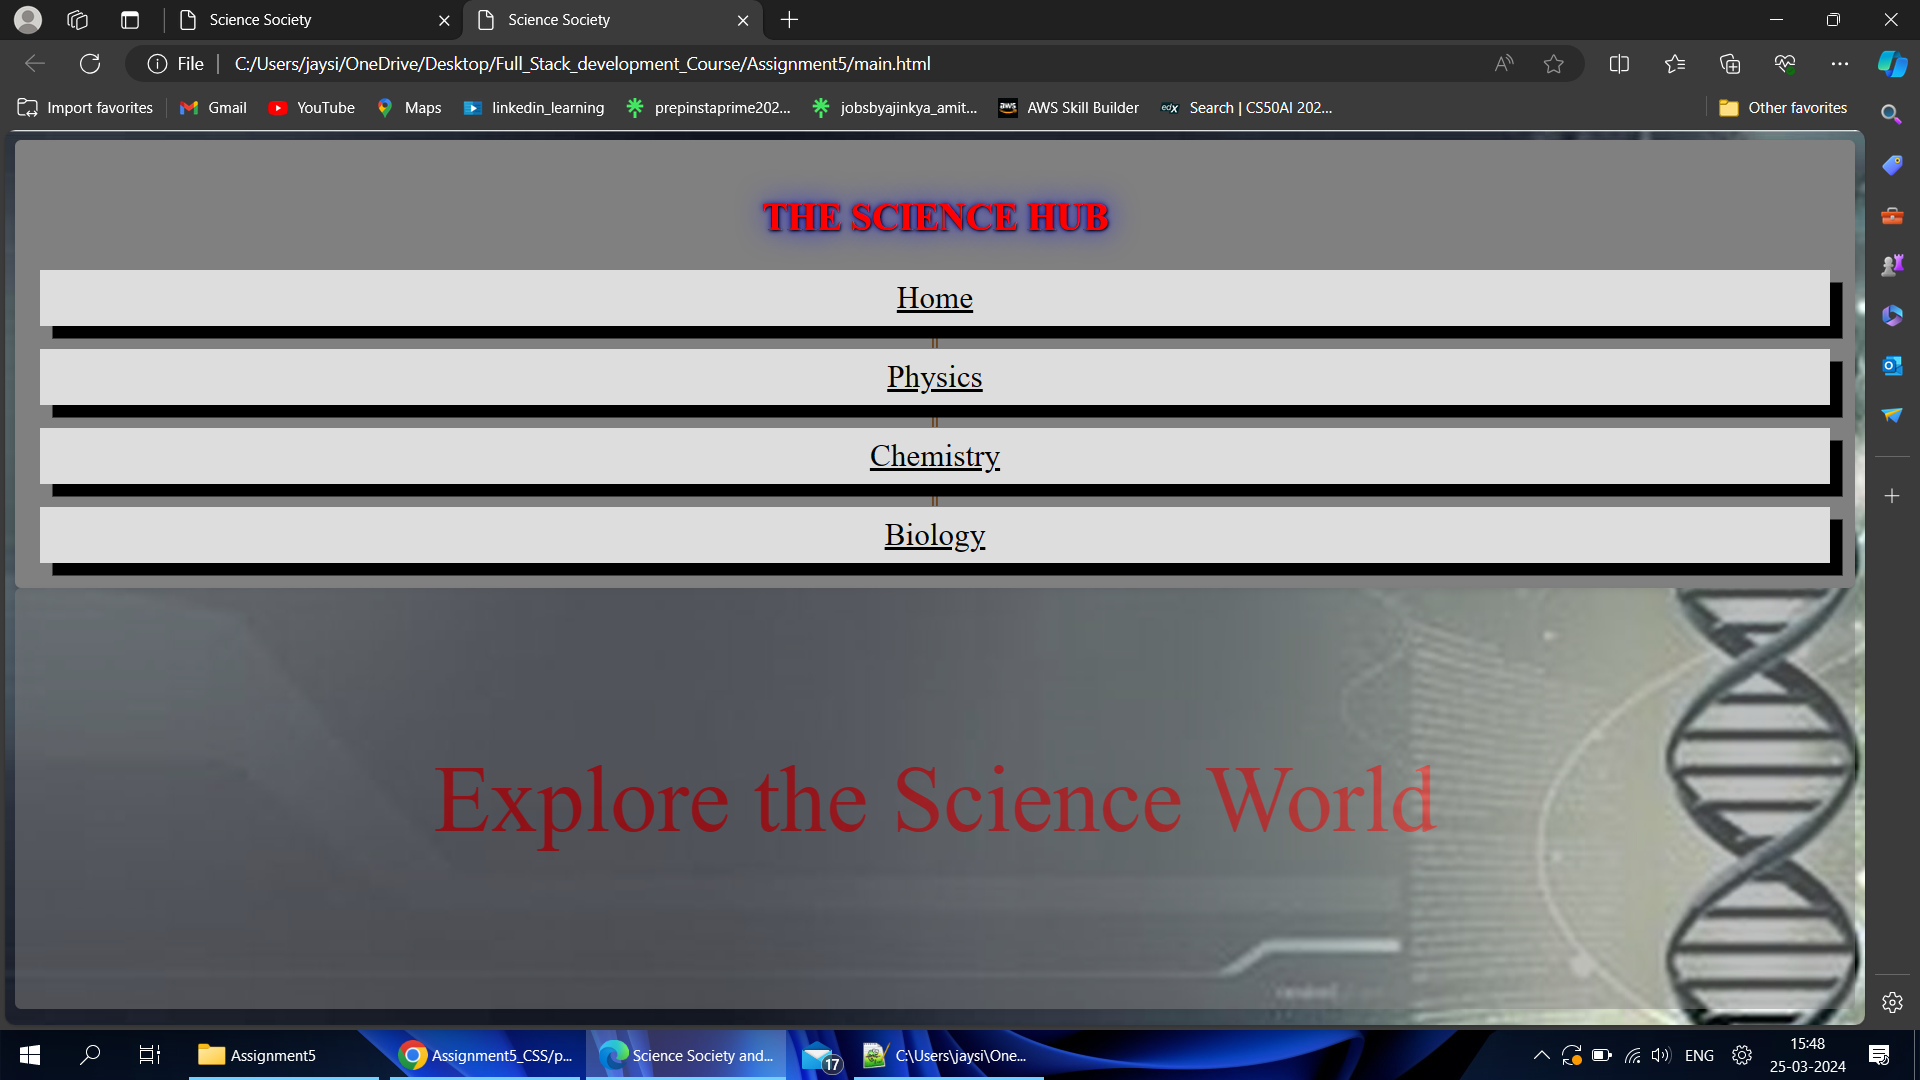 Science Society
Science Society
File
C:/Users/jaysi/OneDrive/Desktop/Full_Stack_development_Course/Assignment5/main.html
Import favorites
Gmail
YouTube
Maps
linkedin_learning
prepinstaprime202...
jobsbyajinkya_amit...
aws
AWS Skill Builder
edX
Search | CS50AI 202...
Other favorites
THE SCIENCE HUB
Home
Physics
Chemistry
Biology
Explore the Science World
Assignment5
Assignment5_CSS/p...
Science Society and...
17
C:\Users\jaysi\One...
ENG
15:48
25-03-2024